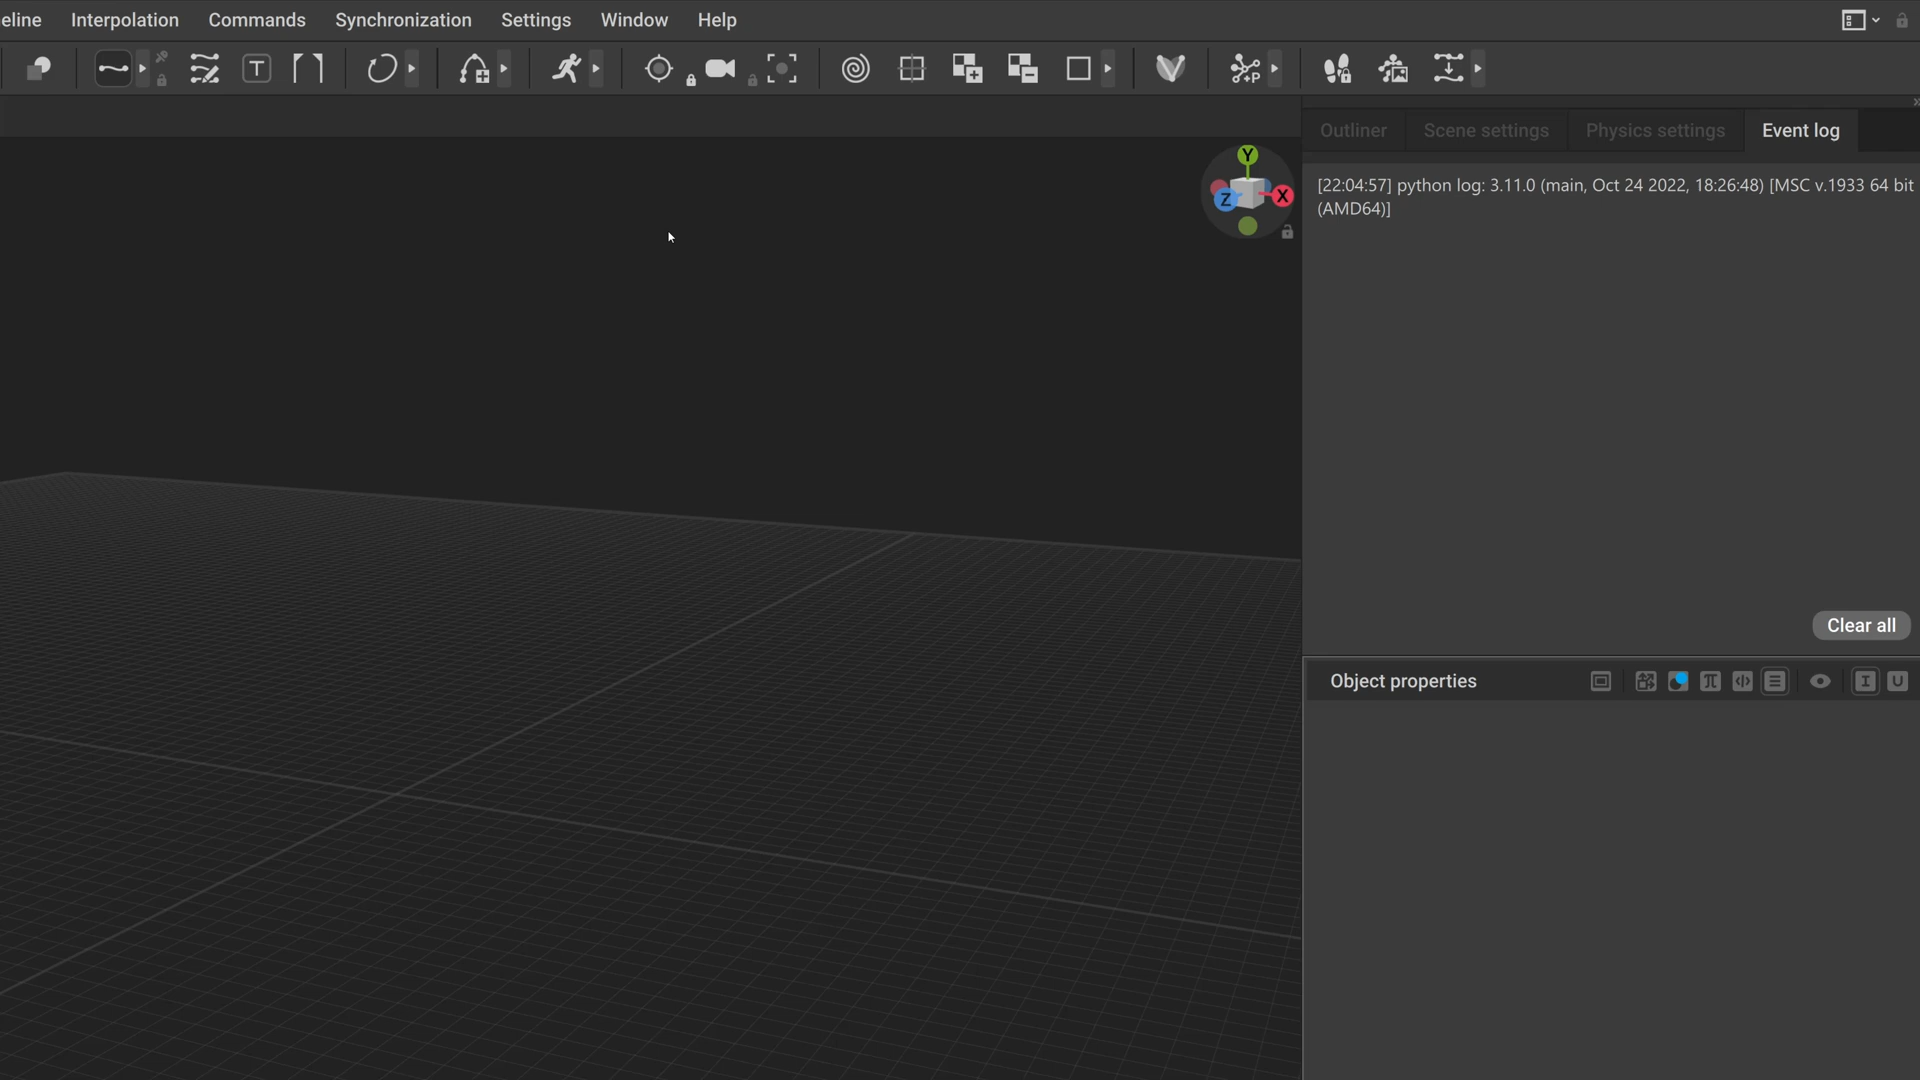 eline Interpolation Commands Synchronization Settings Window Help
T
P
Outliner Scene settings Physics settings Event log
Y
Z X
[22:04:57] python log: 3.11.0 (main, Oct 24 2022, 18:26:48) [MSC v.1933 64 bit
(AMD64)]
Clear all
Object properties
π I U